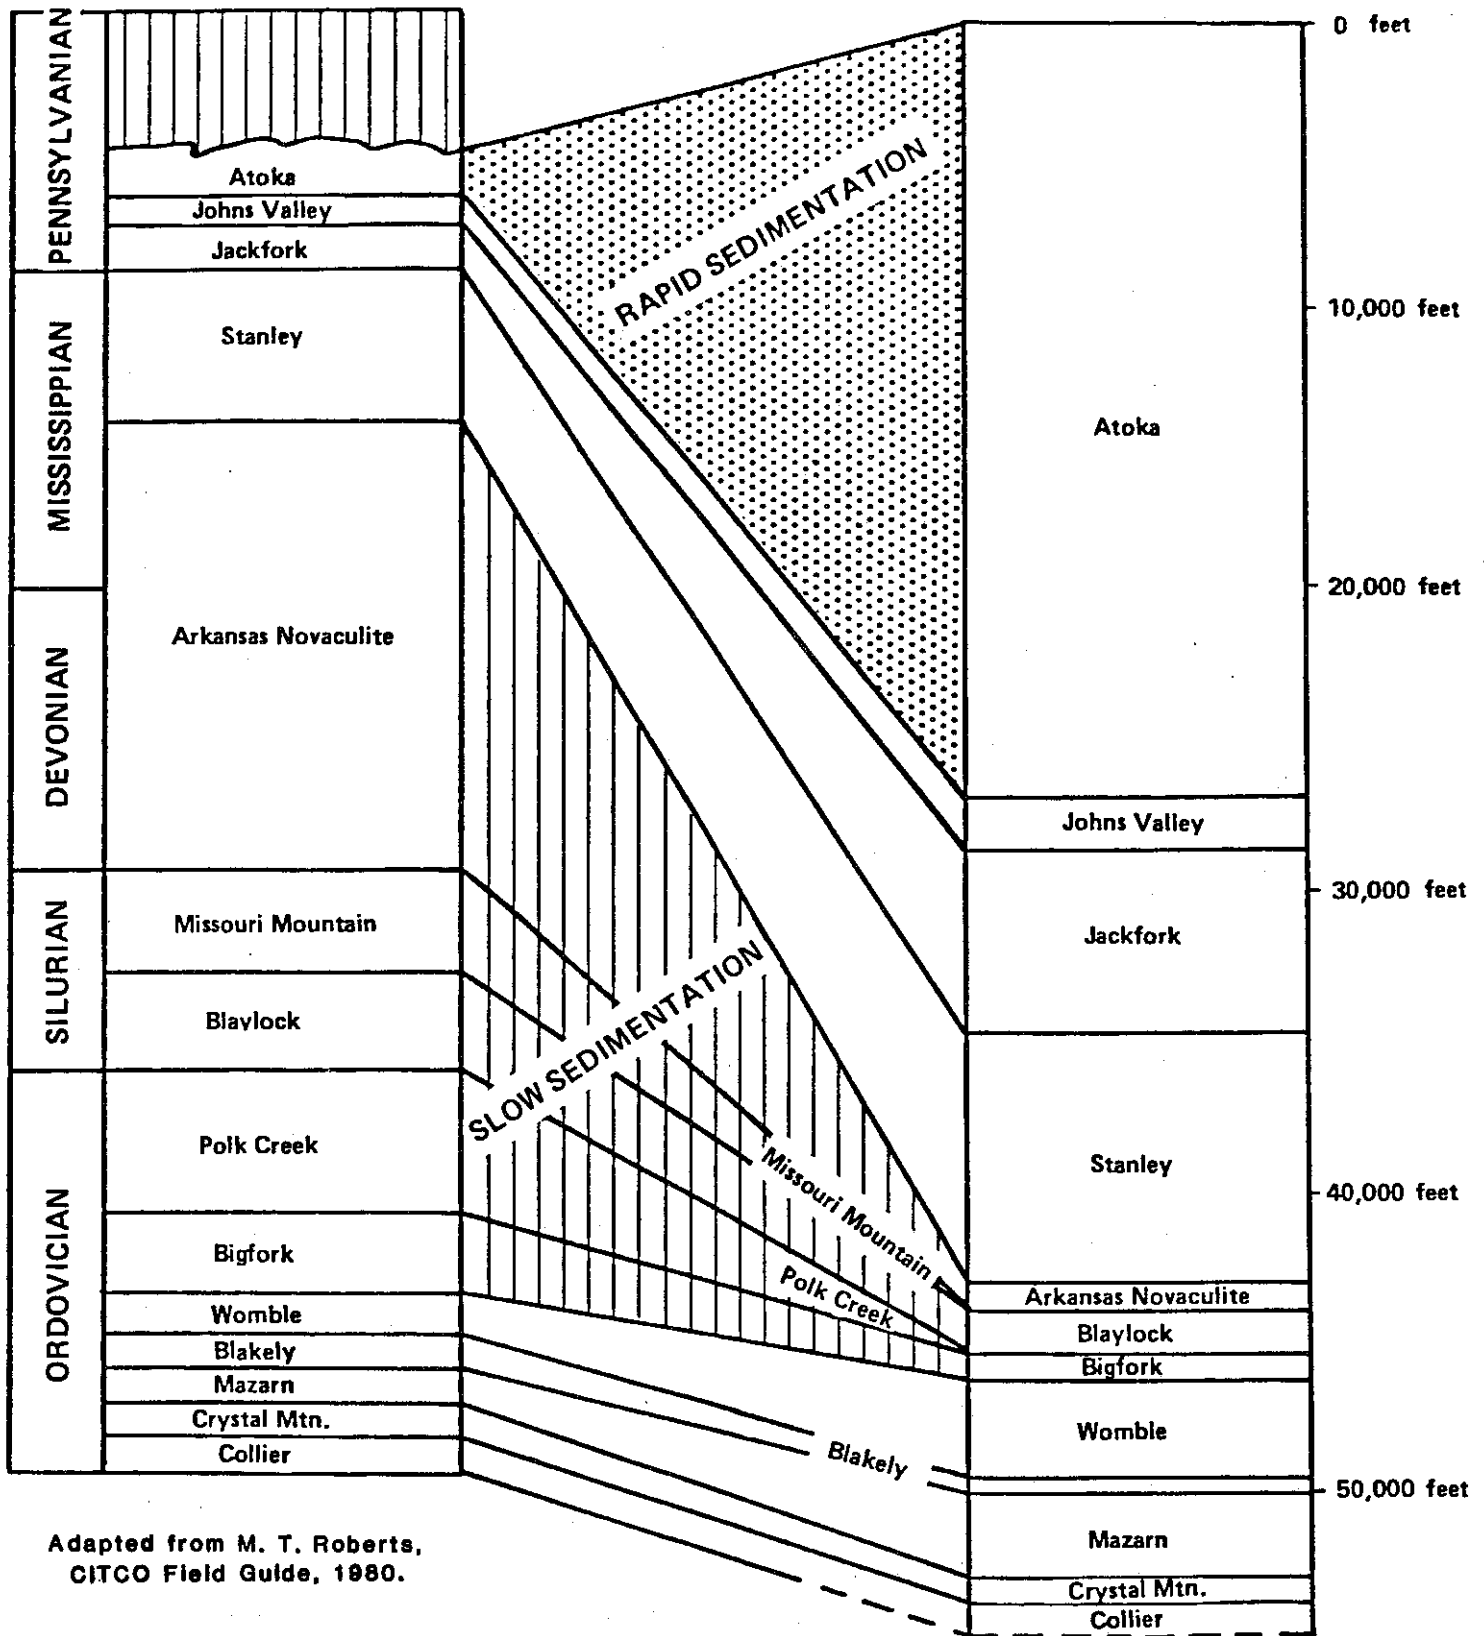 PENNSYLVANIAN
MISSISSIPPIAN
DEVONIAN
SILLURIAN
ORDOVICIAN
Atoka
Johns Valley
Jackfork
Stanley
Arkansas Novaculite
Missouri Mountain
Blaylock
Polk Creek
Bigfork
Womble
Blakely
Mazarn
Crystal Mtn.
Collier
RAPID SEDIMENTATION
SLOW SEDIMENTATION
Missouri Mountain
Polk Creek
Blakely
Atoka
Johns Valley
Jackfork
Stanley
Arkansas Novaculite
Blaylock
Bigfork
Womble
Mazarn
Crystal Mtn.
Collier
0 feet
10,000 feet
20,000 feet
30,000 feet
40,000 feet
50,000 feet
Adapted from M. T. Roberts,
CITCO Field Guide, 1980.